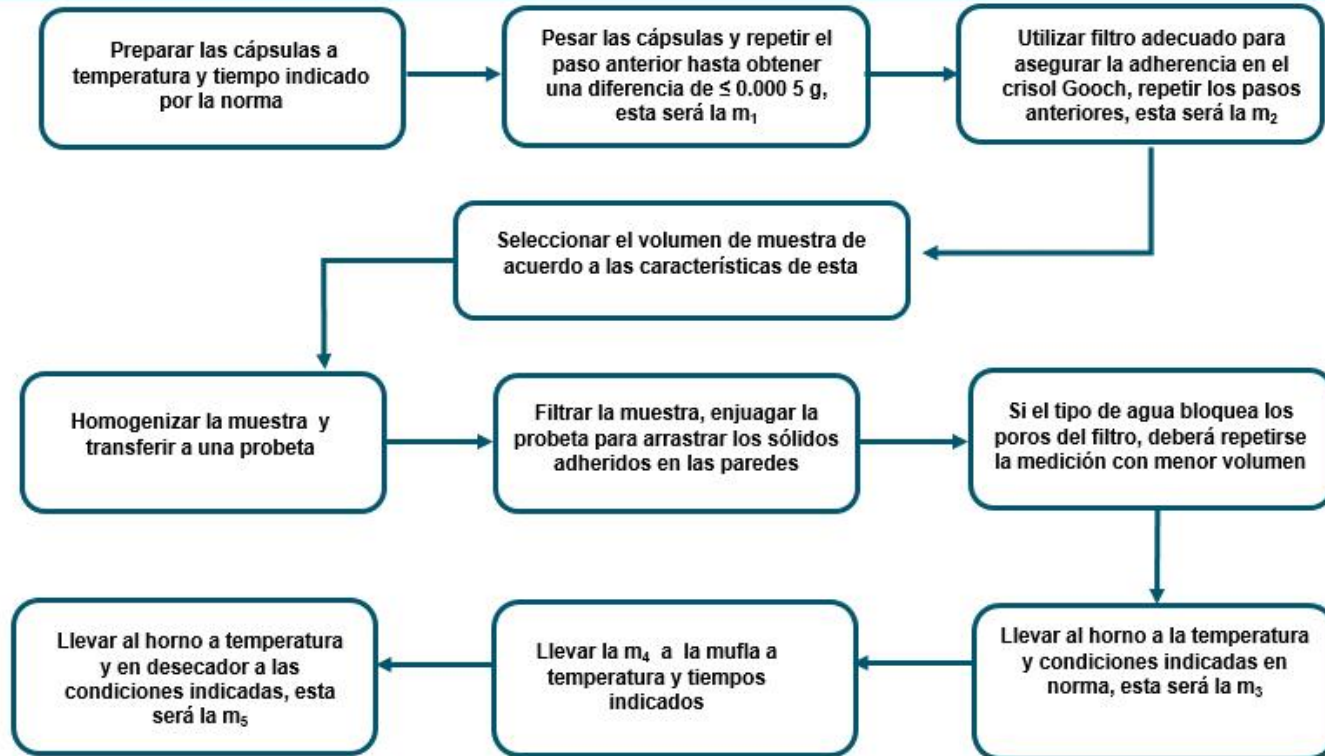 Preparar las cápsulas a
temperatura y tiempo indicado
por la norma
Pesar las cápsulas y repetir el
paso anterior hasta obtener
una diferencia de ≤ 0.000 5 g,
esta será la m₁
Utilizar filtro adecuado para
asegurar la adherencia en el
crisol Gooch, repetir los pasos
anteriores, esta será la m₂
Seleccionar el volumen de muestra de
acuerdo a las características de esta
Homogenizar la muestra y
transferir a una probeta
Filtrar la muestra, enjuagar la
probeta para arrastrar los sólidos
adheridos en las paredes
Si el tipo de agua bloquea los
poros del filtro, deberá repetirse
la medición con menor volumen
Llevar al horno a temperatura
y en desecador a las
condiciones indicadas, esta
será la m₅
Llevar la m₄ a la mufla a
temperatura y tiempos
indicados
Llevar al horno a la temperatura
y condiciones indicadas en
norma, esta será la m₃